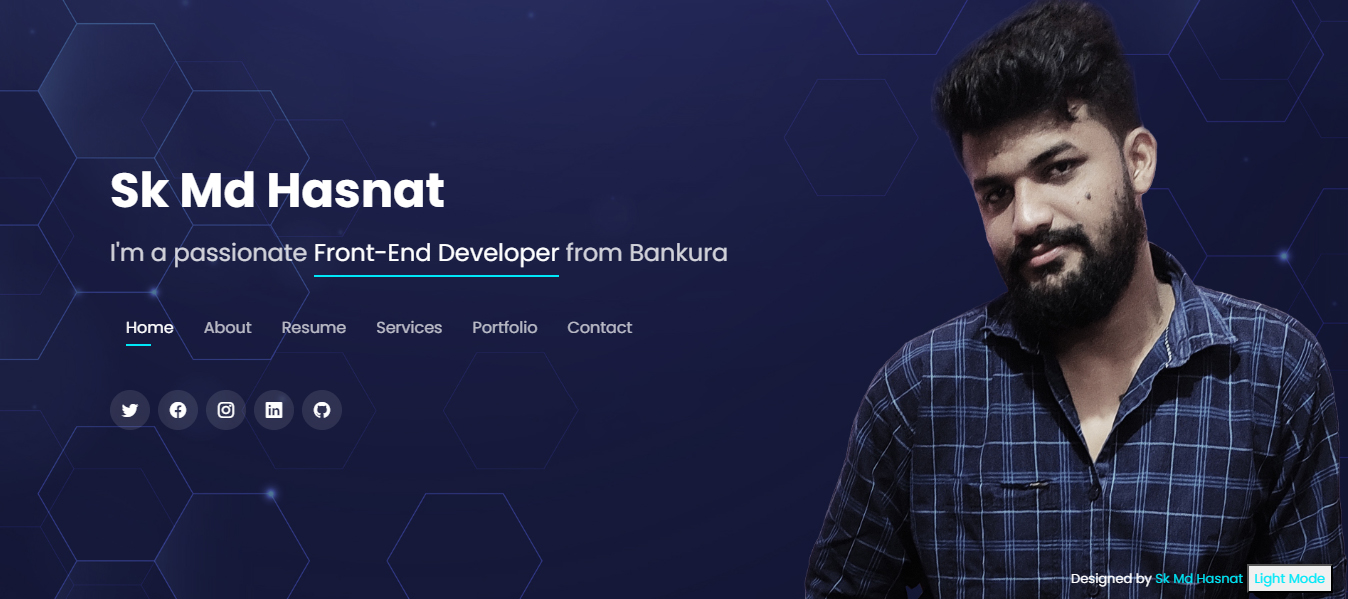 Sk Md Hasnat
I'm a passionate Front-End Developer from Bankura
Home About Resume Services Portfolio Contact
Designed by Sk Md Hasnat Light Mode